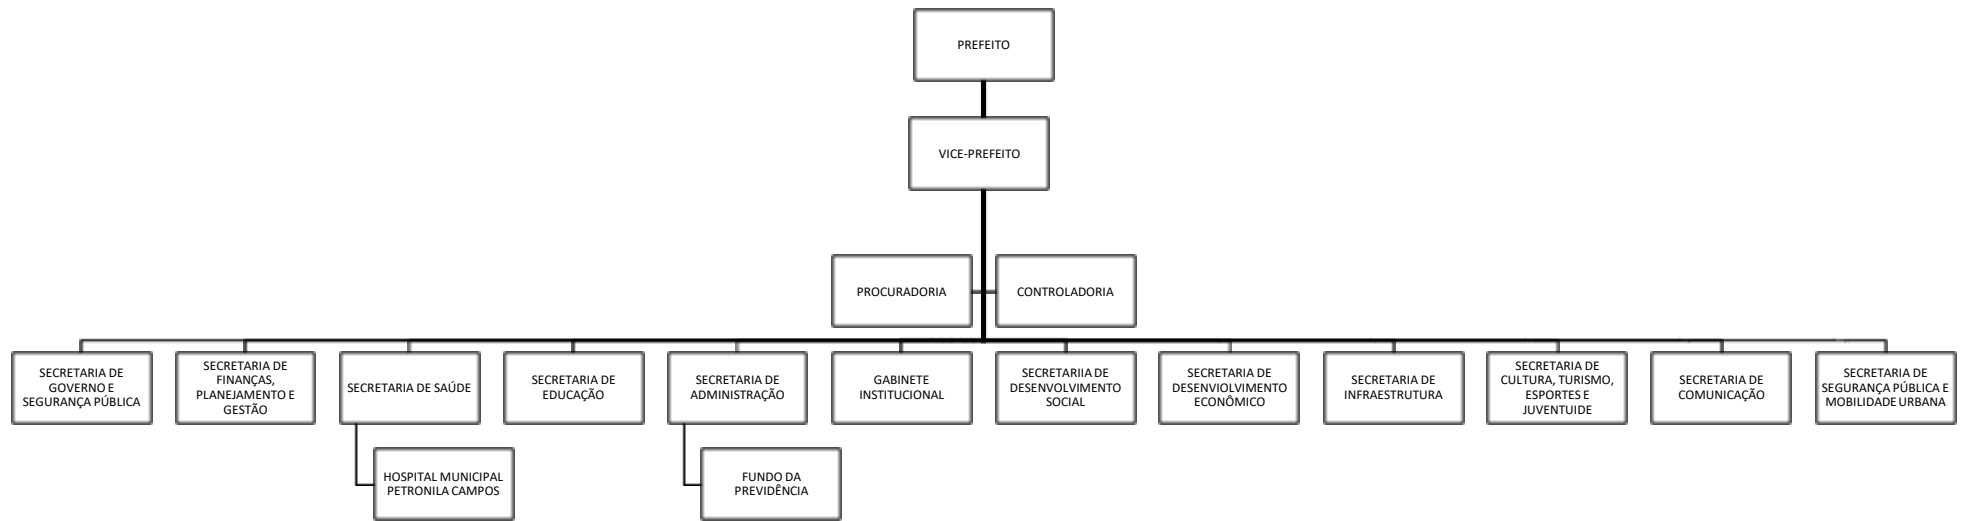 PREFEITO
VICE-PREFEITO
PROCURADORIA
CONTROLADORIA
SECRETARIA DE
GOVERNO E
SEGURANÇA PÚBLICA
SECRETARIA DE
FINANÇAS,
PLANEJAMENTO E
GESTÃO
SECRETARIA DE SAÚDE
SECRETARIA DE
EDUCAÇÃO
SECRETARIA DE
ADMINISTRAÇÃO
GABINETE
INSTITUCIONAL
SECRETARIIA DE
DESENVOLVIMENTO
SOCIAL
SECRETARIA DE
DESENVIOLVIMENTO
ECONÔMICO
SECRETARIA DE
INFRAESTRUTURA
SECRETARIA DE
CULTURA, TURISMO,
ESPORTES E
JUVENTUIDE
SECRETARIA DE
COMUNICAÇÃO
SECRETARIA DE
SEGURANÇA PÚBLICA E
MOBILIDADE URBANA
HOSPITAL MUNICIPAL
PETRONILA CAMPOS
FUNDO DA
PREVIDÊNCIA